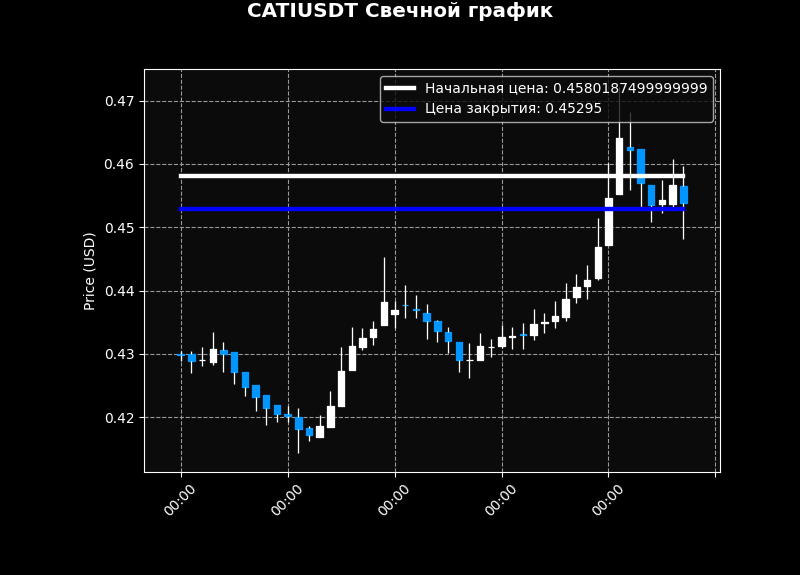 CATIUSDT Свечной график
Начальная цена: 0.4580187499999999
Цена закрытия: 0.45295
0.47
0.46
0.45
0.44
0.43
0.42
Price (USD)
00:00
00:00
00:00
00:00
00:00